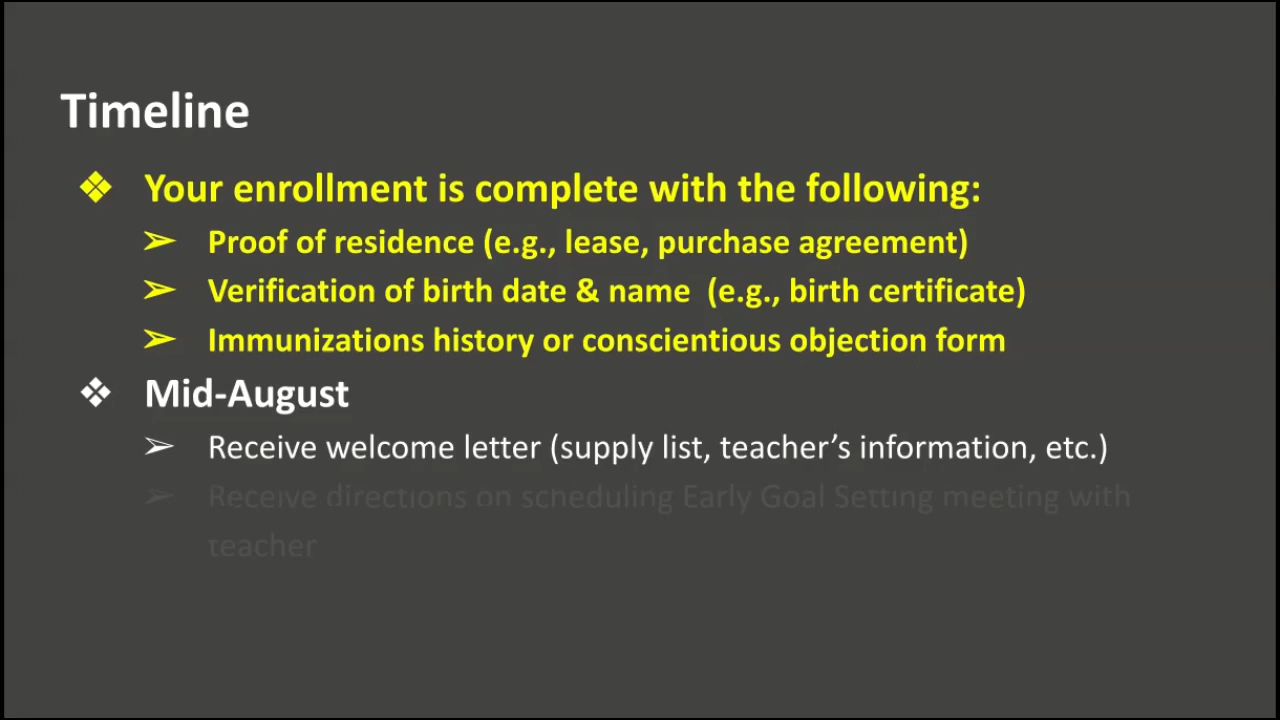 Timeline
❖ Your enrollment is complete with the following:
➢ Proof of residence (e.g., lease, purchase agreement)
➢ Verification of birth date & name  (e.g., birth certificate)
➢ Immunizations history or conscientious objection form
❖ Mid-August
➢ Receive welcome letter (supply list, teacher’s information, etc.)
➢ Receive directions on scheduling Early Goal Setting meeting with
teacher